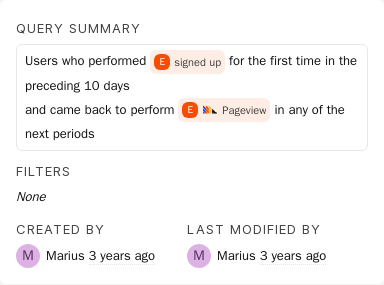 QUERY SUMMARY
Users who performed E signed up for the first time in the
preceding 10 days
and came back to perform E Pageview in any of the
next periods
FILTERS
None
CREATED BY LAST MODIFIED BY
M Marius 3 years ago M Marius 3 years ago